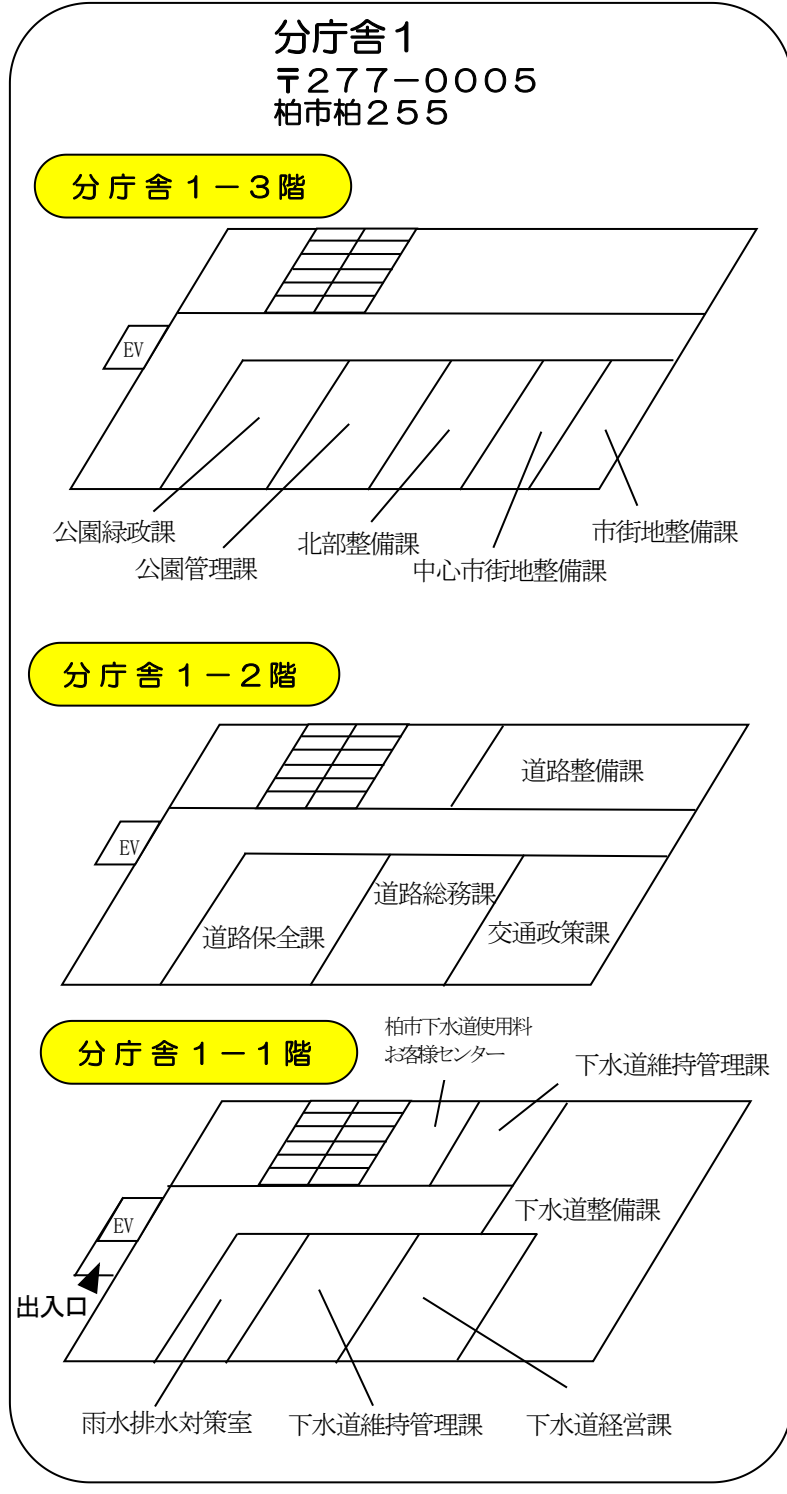 分庁舎1
〒277－0005
柏市柏255
分庁舎1－3階
EV
公園緑政課
公園管理課
北部整備課
中心市街地整備課
市街地整備課
分庁舎1－2階
道路整備課
EV
道路総務課
道路保全課
交通政策課
分庁舎1－1階
柏市下水道使用料
お客様センター
下水道維持管理課
下水道整備課
EV
出入口
雨水排水対策室
下水道維持管理課
下水道経営課